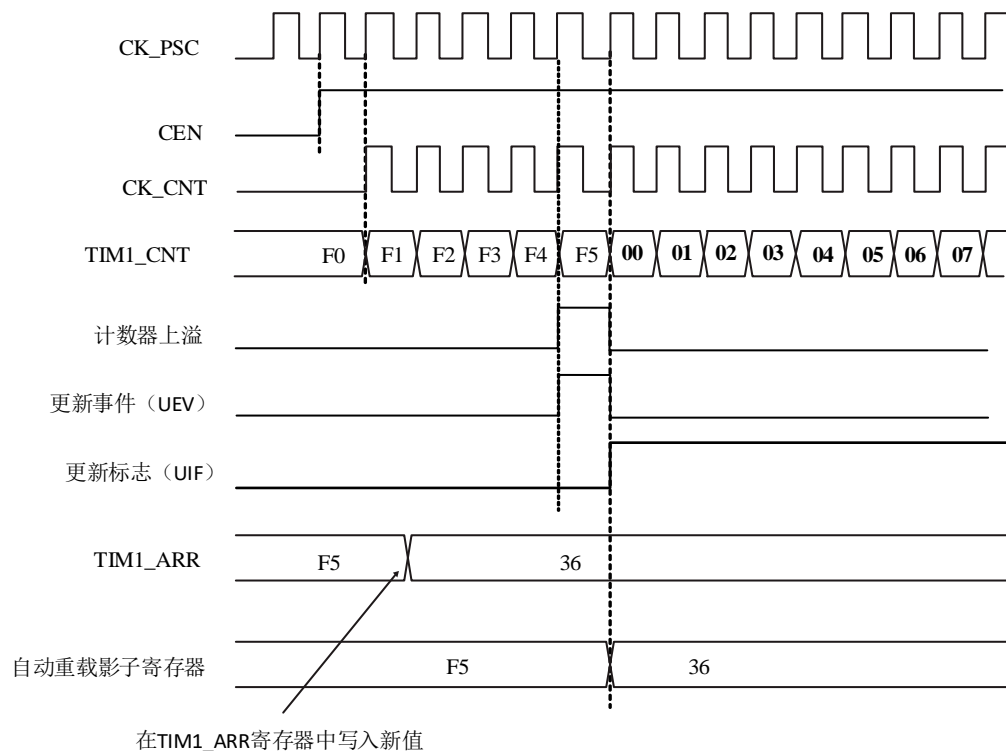 CK_PSC
CEN
CK_CNT
TIM1_CNT F0 F1 F2 F3 F4 F5 00 01 02 03 04 05 06 07
计数器上溢
更新事件（UEV）
更新标志（UIF）
TIM1_ARR F5 36
自动重载影子寄存器 F5 36
在TIM1_ARR寄存器中写入新值